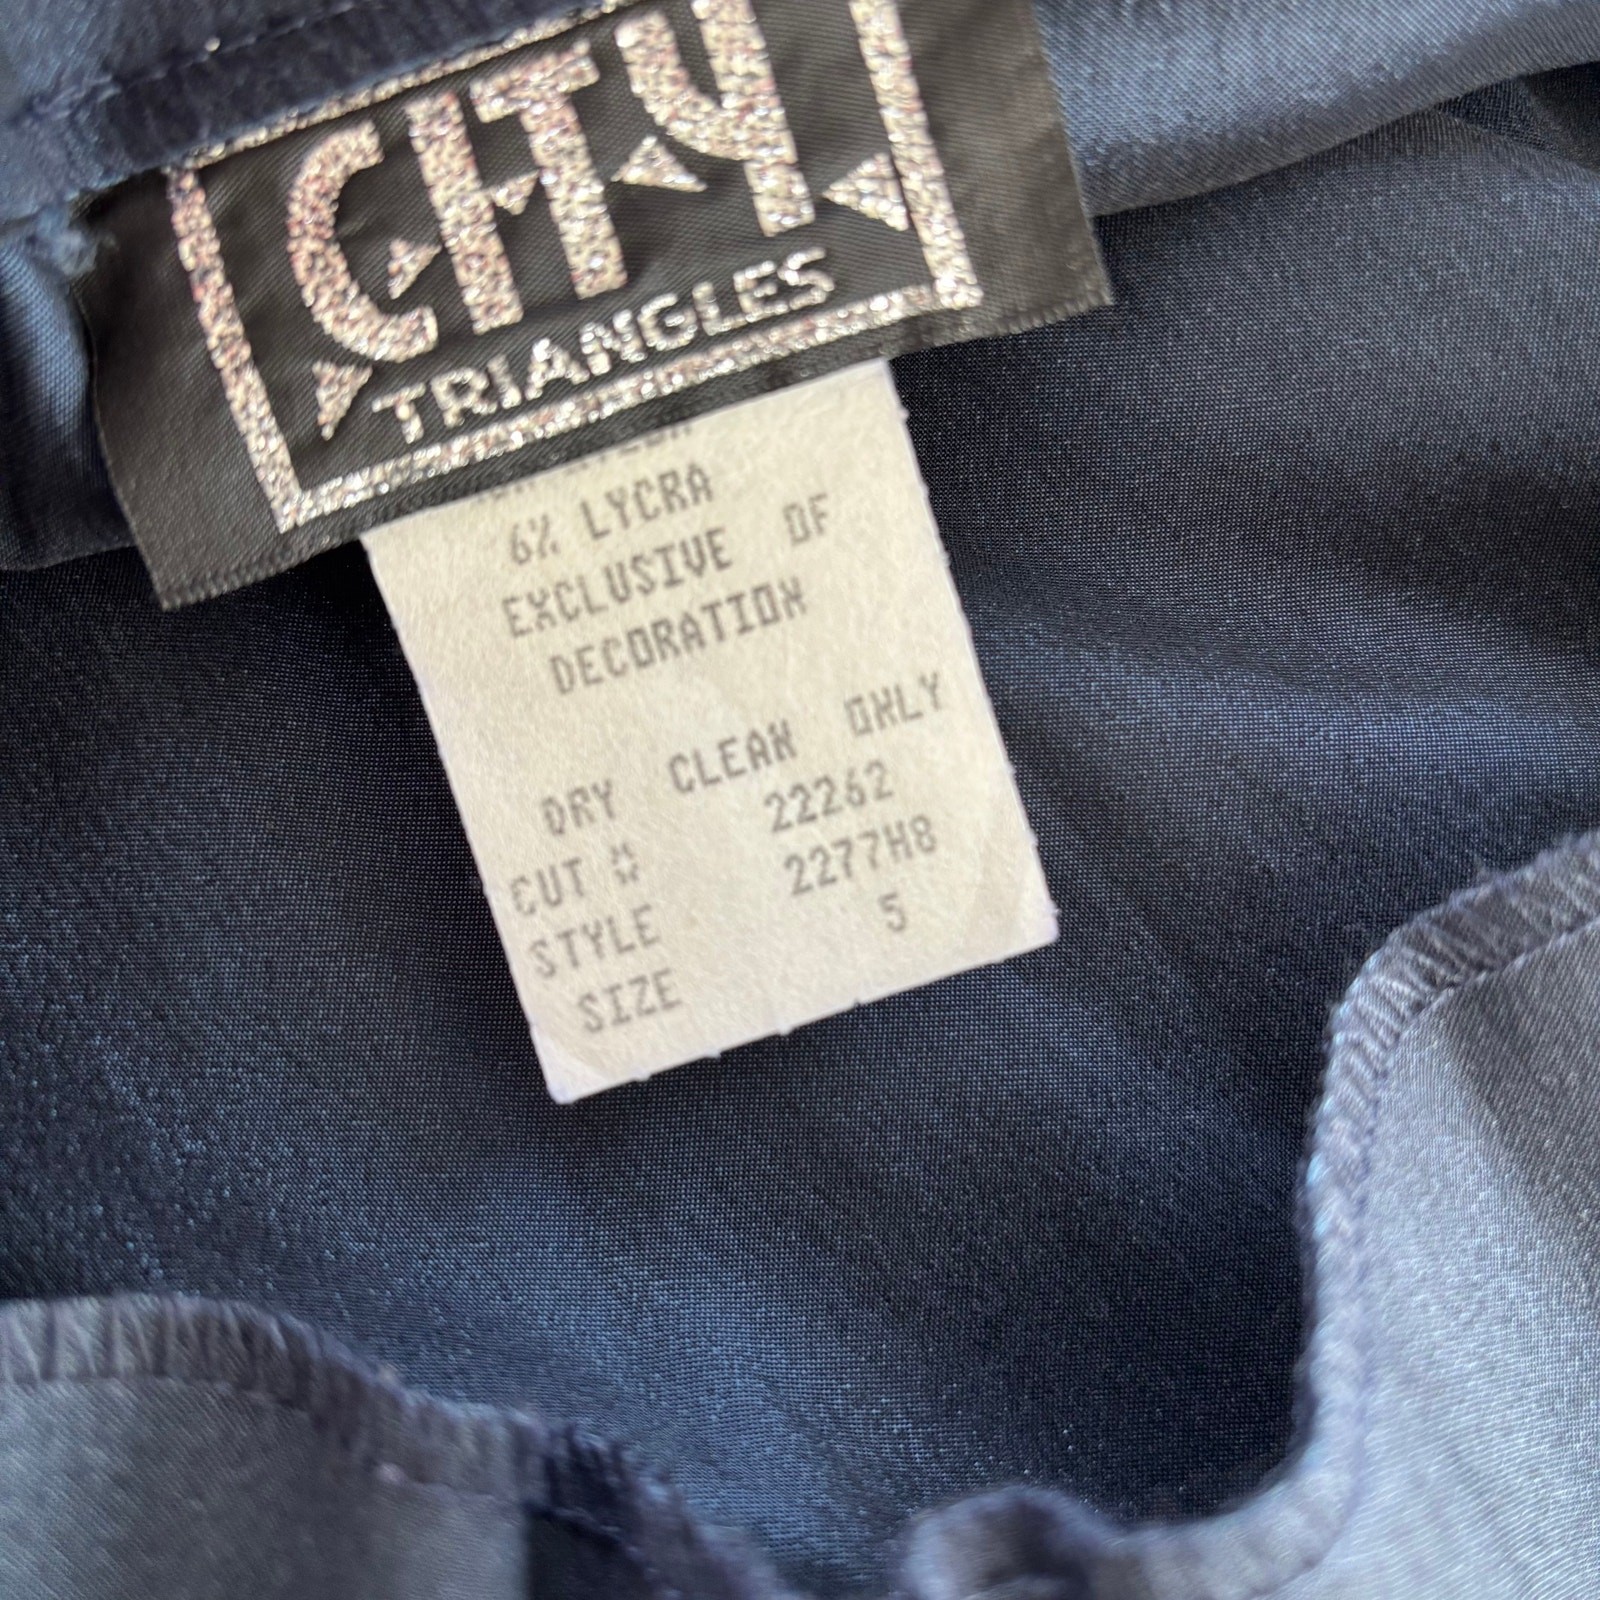 CITY
TRIANGLES
6% LYCRA
EXCLUSIVE OF
DECORATION
DRY CLEAN ONLY
CUT # 22262
STYLE 2277H8
SIZE 5